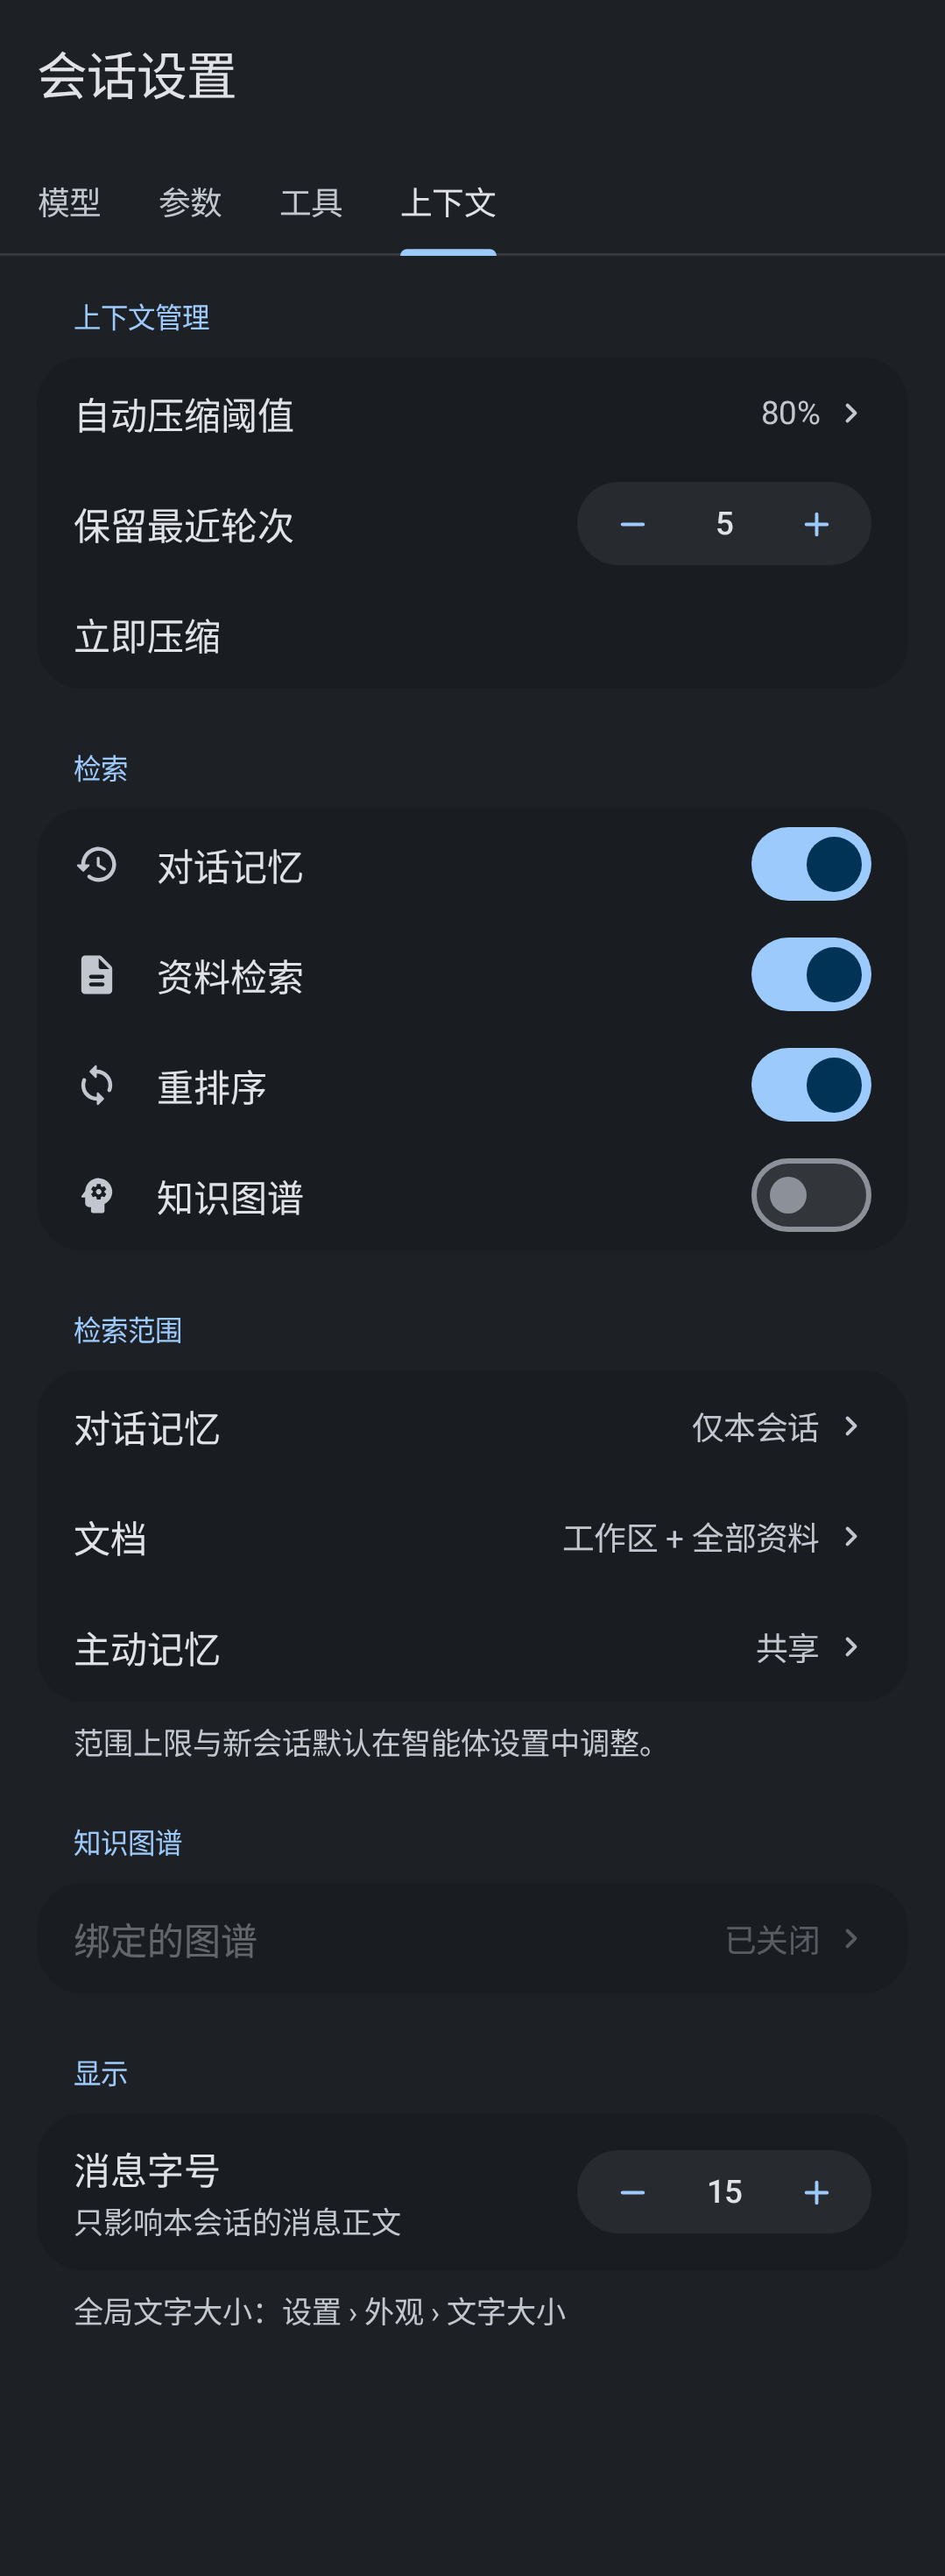 会话设置
模型 参数 工具 上下文
上下文管理
自动压缩阈值 80%
保留最近轮次 5
立即压缩
检索
对话记忆
资料检索
重排序
知识图谱
检索范围
对话记忆 仅本会话
文档 工作区 + 全部资料
主动记忆 共享
范围上限与新会话默认在智能体设置中调整。
知识图谱
绑定的图谱 已关闭
显示
消息字号 15
只影响本会话的消息正文
全局文字大小：设置 › 外观 › 文字大小